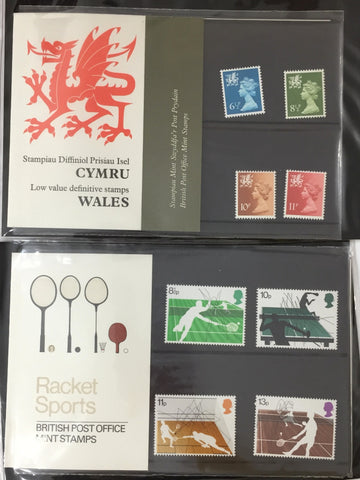 Stampiau Diffiniol Prisiau Isel
CYMRU
Low value definitive stamps
WALES
Stampiau Mint Swyddfa'r Post Prydain
British Post Office Mint Stamps
6½P
8½P
10P
11P
Racket
Sports
BRITISH POST OFFICE
MINT STAMPS
8½p
10p
11p
13p